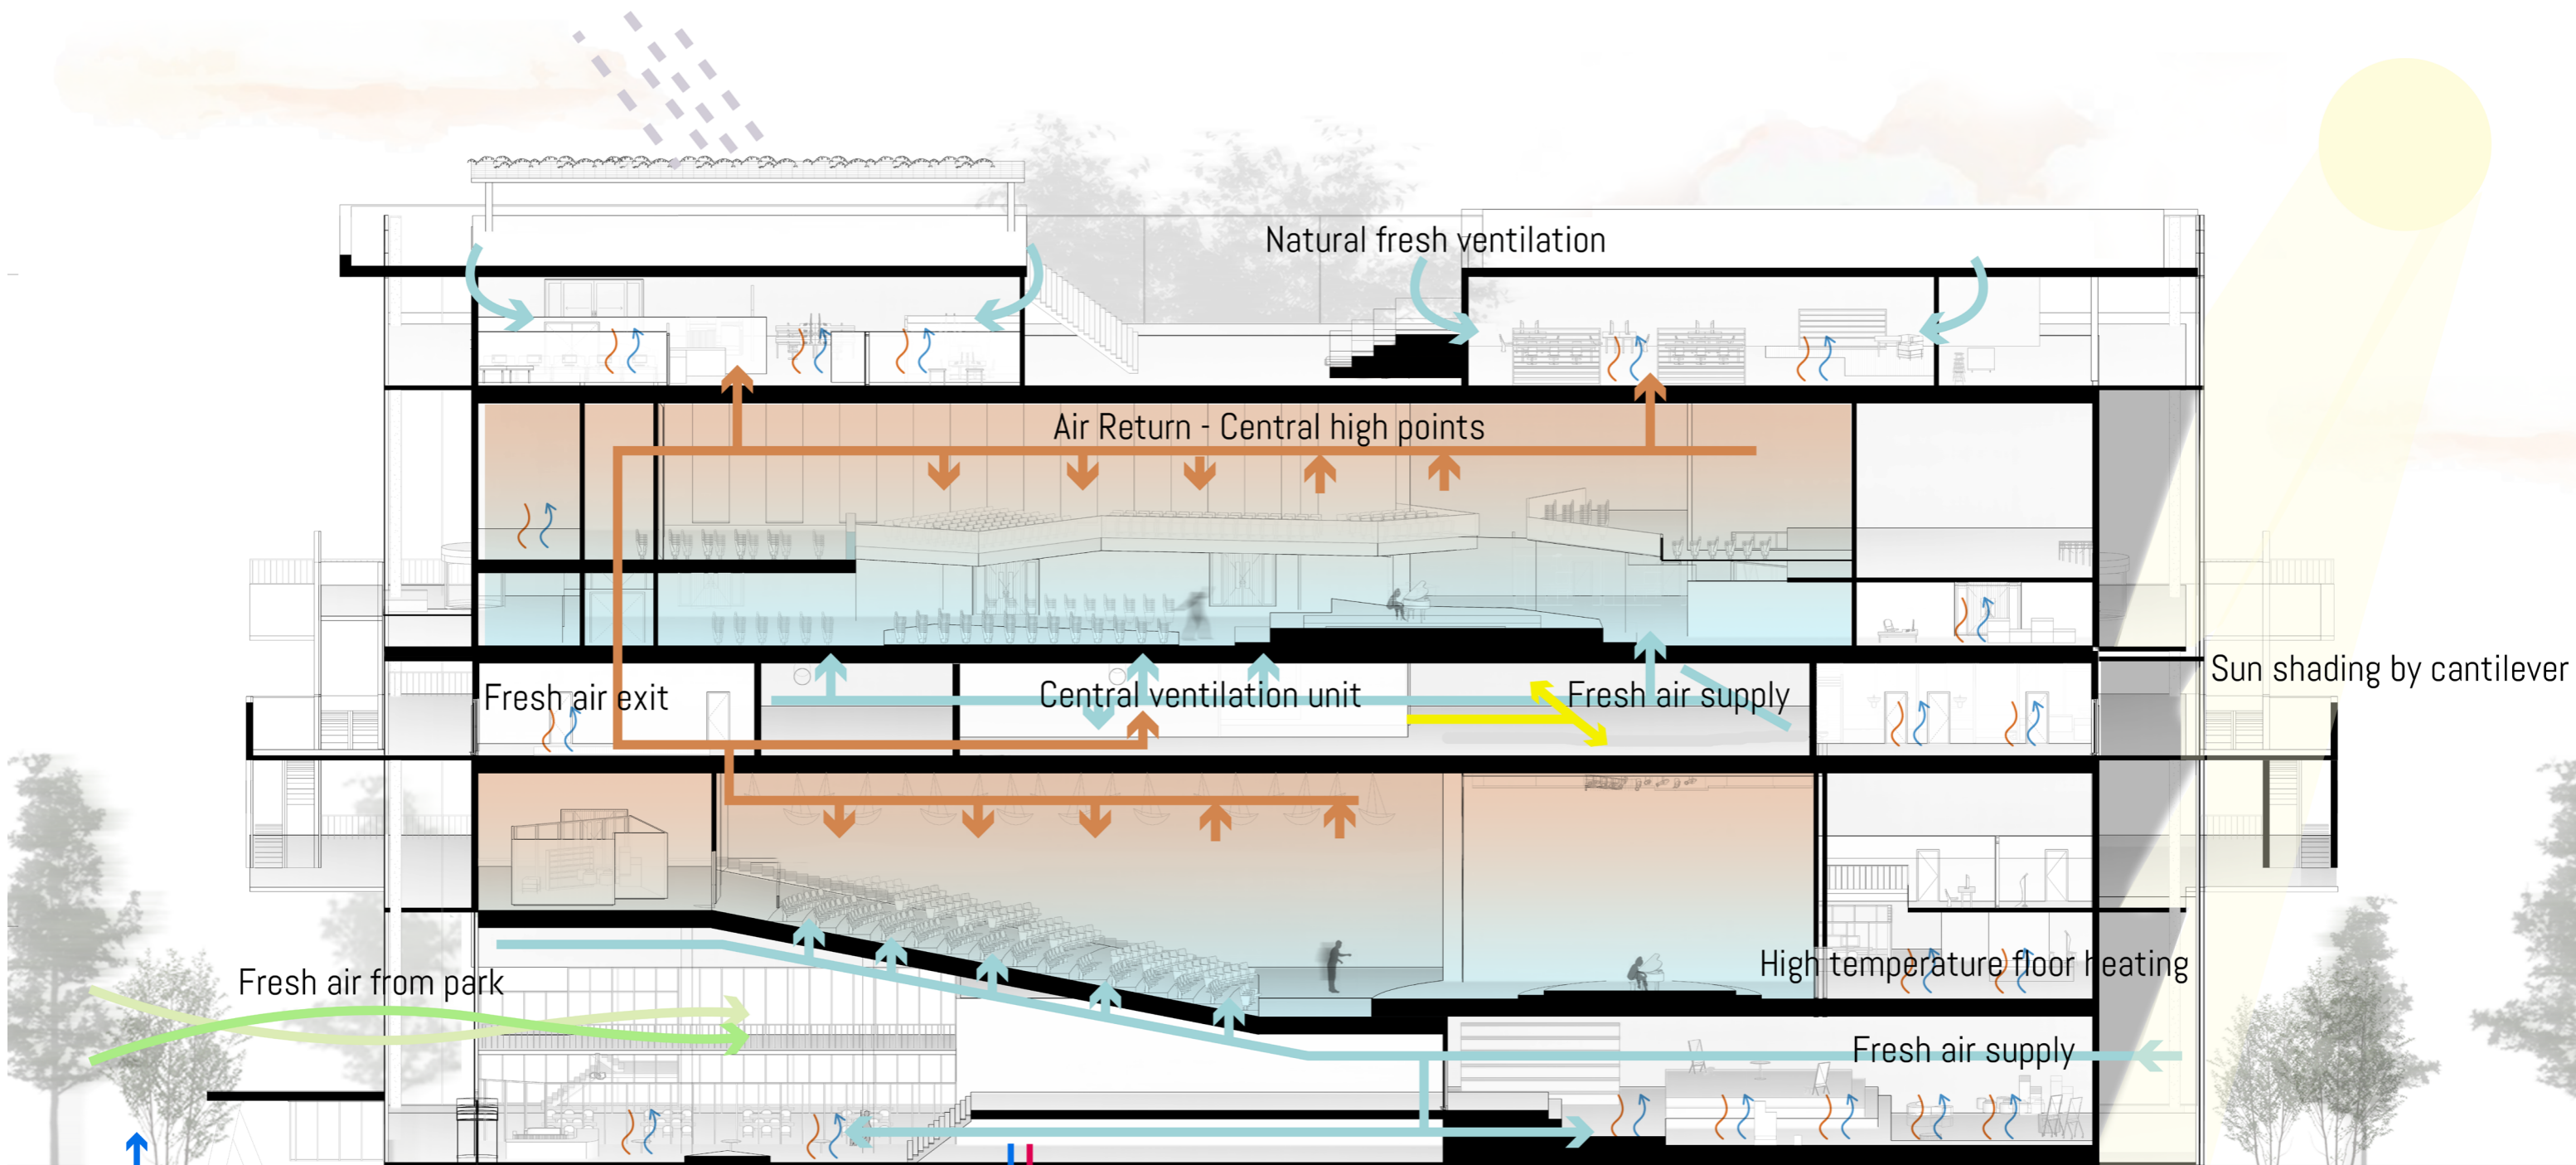 Natural fresh ventilation
Air Return - Central high points
Sun shading by cantilever
Fresh air exit
Central ventilation unit
Fresh air supply
High temperature floor heating
Fresh air from park
Fresh air supply